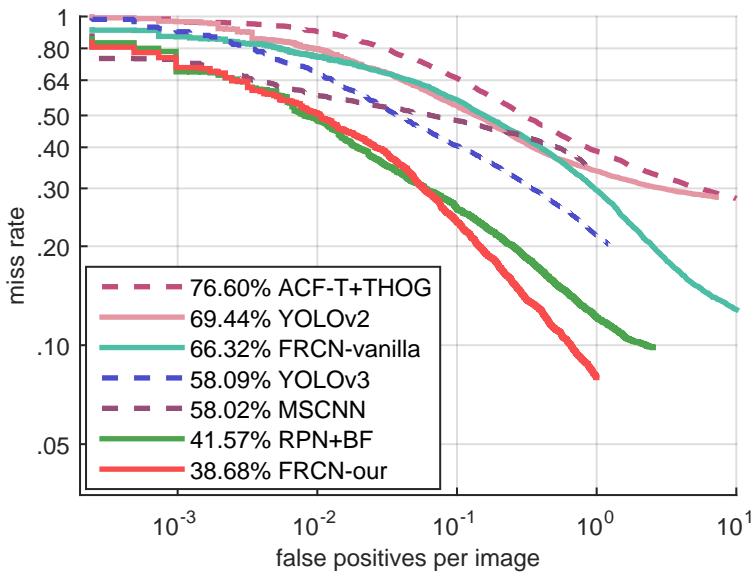 1
.80
.64
.50
.40
.30
.20
.10
.05
miss rate
76.60% ACF-T+THOG
69.44% YOLOv2
66.32% FRCN-vanilla
58.09% YOLOv3
58.02% MSCNN
41.57% RPN+BF
38.68% FRCN-our
10^-3 10^-2 10^-1 10^0 10^1
false positives per image